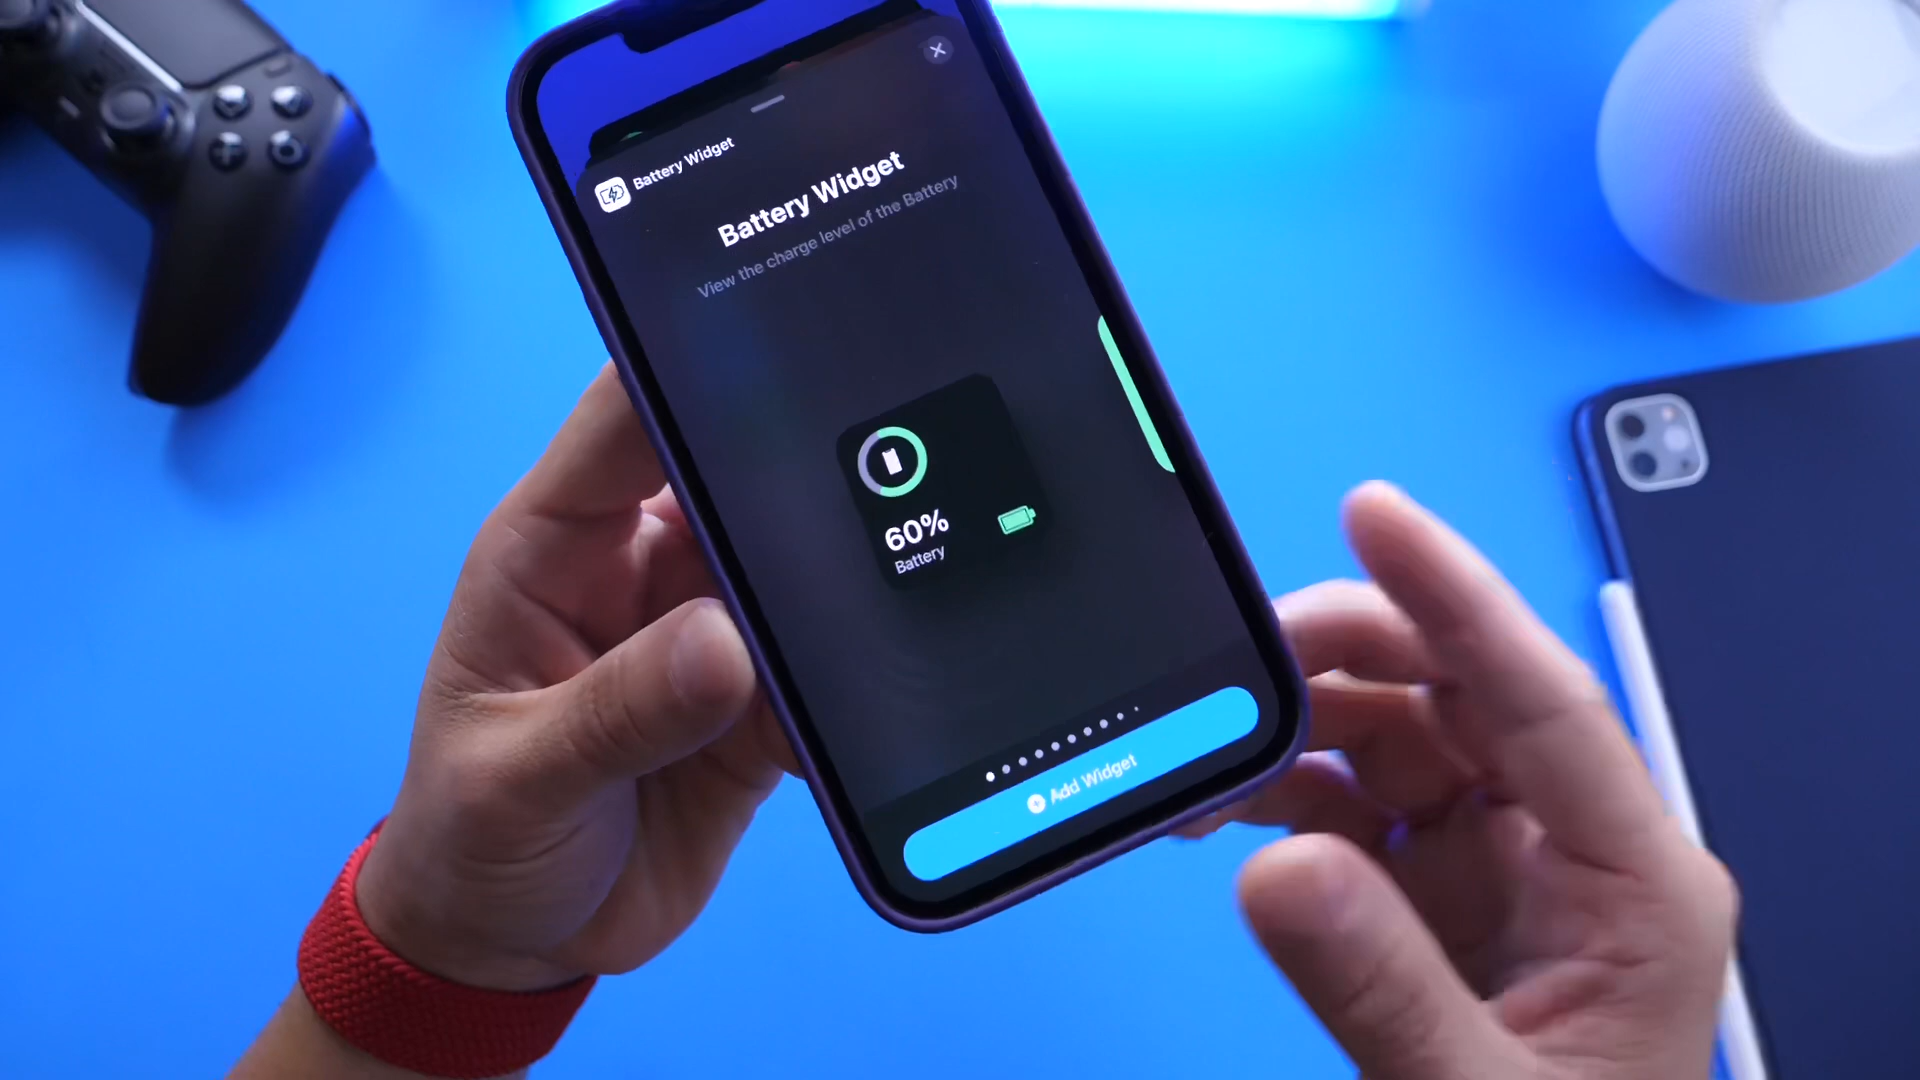 Battery Widget
Battery Widget
View the charge level of the Battery
60%
Battery
Add Widget